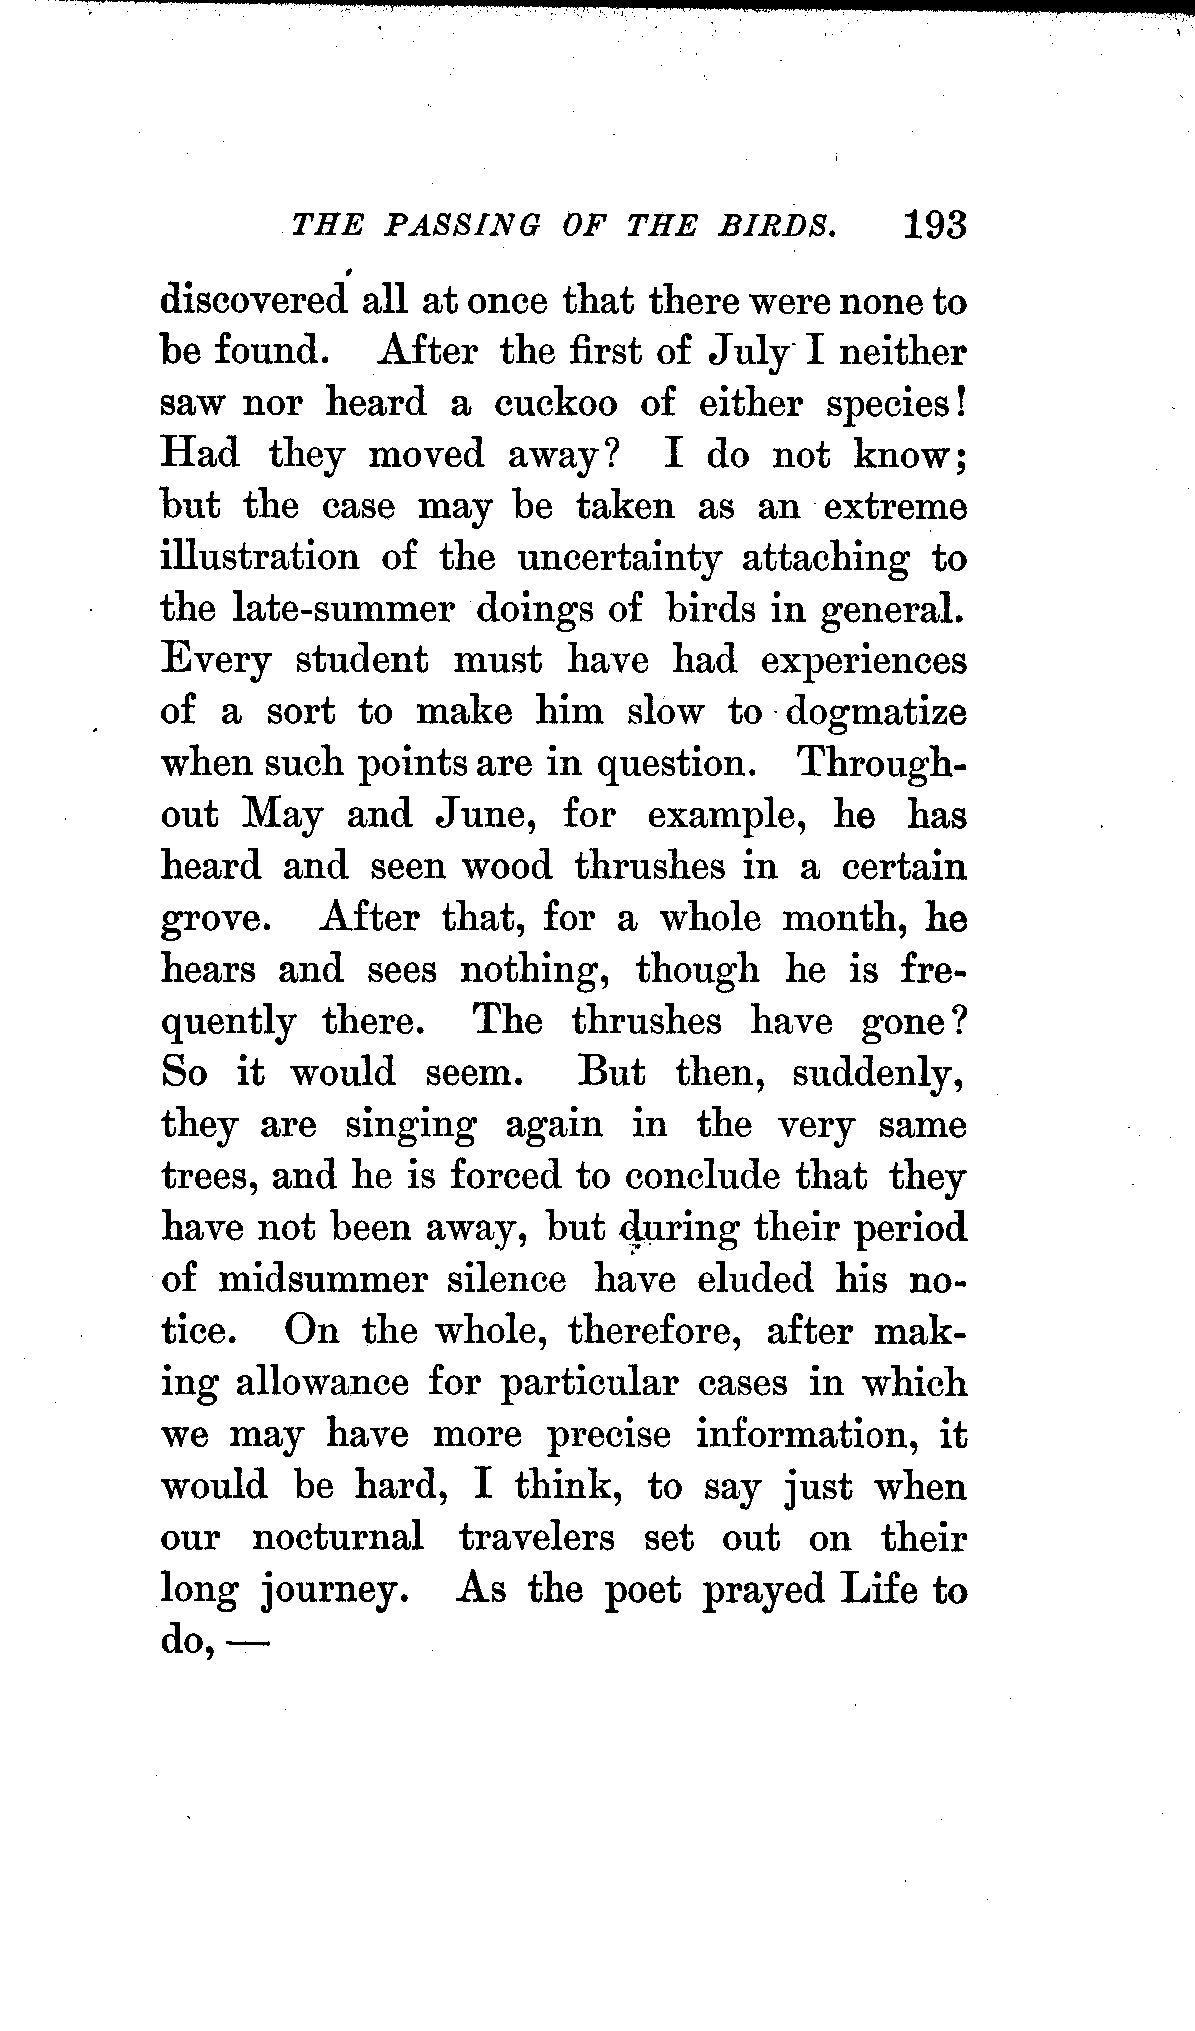 THE PASSING OF THE BIRDS. 193
discovered all at once that there were none to
be found. After the first of July I neither
saw nor heard a cuckoo of either species!
Had they moved away? I do not know;
but the case may be taken as an extreme
illustration of the uncertainty attaching to
the late-summer doings of birds in general.
Every student must have had experiences
of a sort to make him slow to dogmatize
when such points are in question. Through-
out May and June, for example, he has
heard and seen wood thrushes in a certain
grove. After that, for a whole month, he
hears and sees nothing, though he is fre-
quently there. The thrushes have gone?
So it would seem. But then, suddenly,
they are singing again in the very same
trees, and he is forced to conclude that they
have not been away, but during their period
of midsummer silence have eluded his no-
tice. On the whole, therefore, after mak-
ing allowance for particular cases in which
we may have more precise information, it
would be hard, I think, to say just when
our nocturnal travelers set out on their
long journey. As the poet prayed Life to
do, —